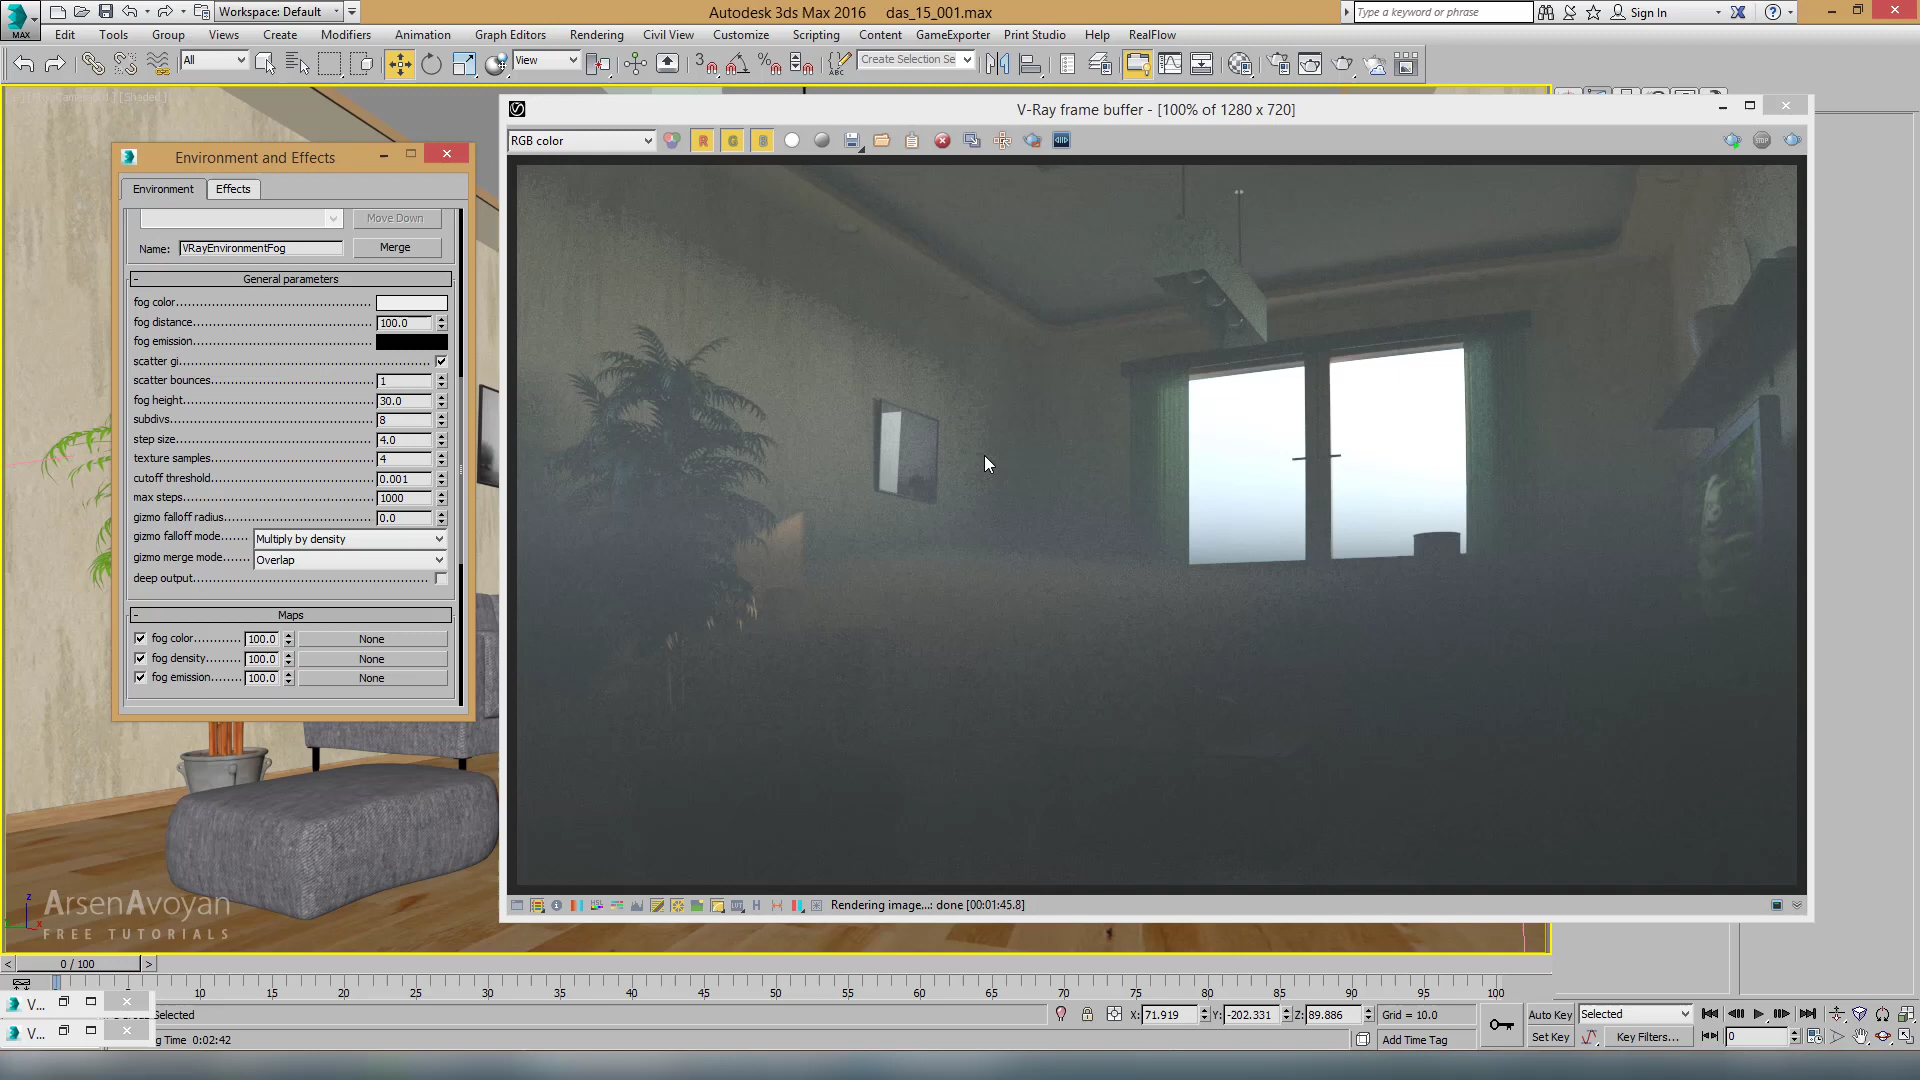 MAX
Workspace: Default
Autodesk 3ds Max 2016 das_15_001.max
Type a keyword or phrase
Sign In
Edit Tools Group Views Create Modifiers Animation Graph Editors Rendering Civil View Customize Scripting Content GameExporter Print Studio Help RealFlow
All
View
3
ABC
Create Selection Se
V-Ray frame buffer - [100% of 1280 x 720]
RGB color
R G B
STOP
Environment and Effects
Environment Effects
Move Down
Name: VRayEnvironmentFog Merge
- General parameters
fog color
fog distance 100.0
fog emission
scatter gi
scatter bounces 1
fog height 30.0
subdivs 8
step size 4.0
texture samples 4
cutoff threshold 0.001
max steps 1000
gizmo falloff radius 0.0
gizmo falloff mode Multiply by density
gizmo merge mode Overlap
deep output
- Maps
fog color 100.0 None
fog density 100.0 None
fog emission 100.0 None
ArsenAvoyan
FREE TUTORIALS
z
x
H
Rendering image...: done [00:01:45.8]
< 0 / 100 >
10 15 20 25 30 35 40 45 50 55 60 65 70 75 80 85 90 95 100
V...
V...
Selected
g Time 0:02:42
X: 71.919 Y: -202.331 Z: 89.886 Grid = 10.0
Add Time Tag
Auto Key Selected
Set Key Key Filters...
0